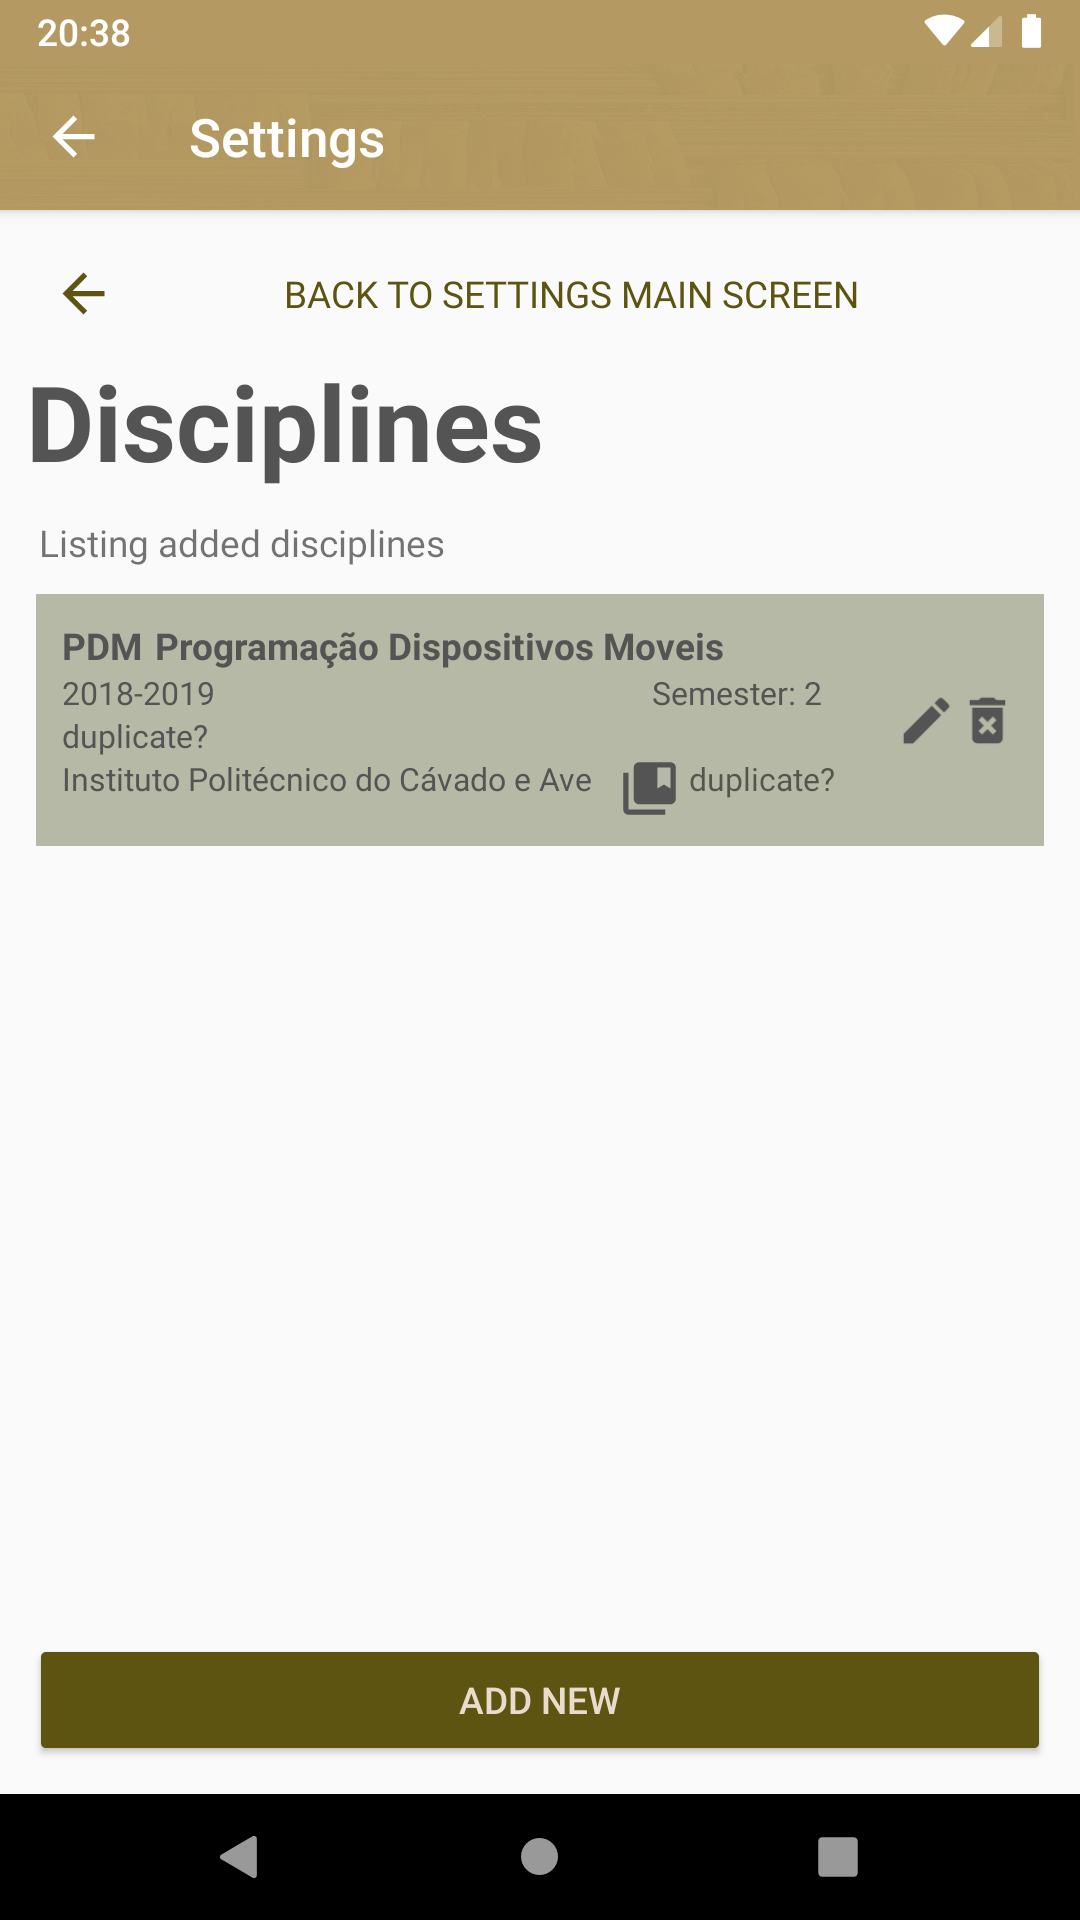 20:38
Settings
BACK TO SETTINGS MAIN SCREEN
Disciplines
Listing added disciplines
PDM Programação Dispositivos Moveis
2018-2019 Semester: 2
duplicate?
Instituto Politécnico do Cávado e Ave duplicate?
ADD NEW